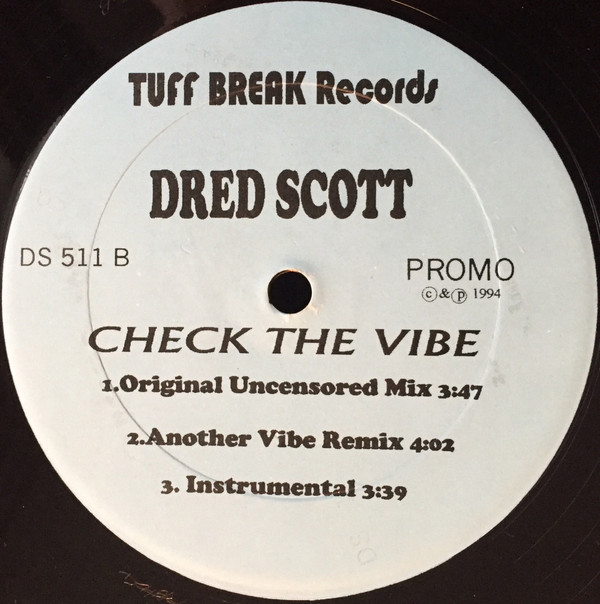 TUFF BREAK Records
DRED SCOTT
DS 511 B
PROMO
©&℗ 1994
CHECK THE VIBE
1.Original Uncensored Mix 3:47
2.Another Vibe Remix 4:02
3. Instrumental 3:39